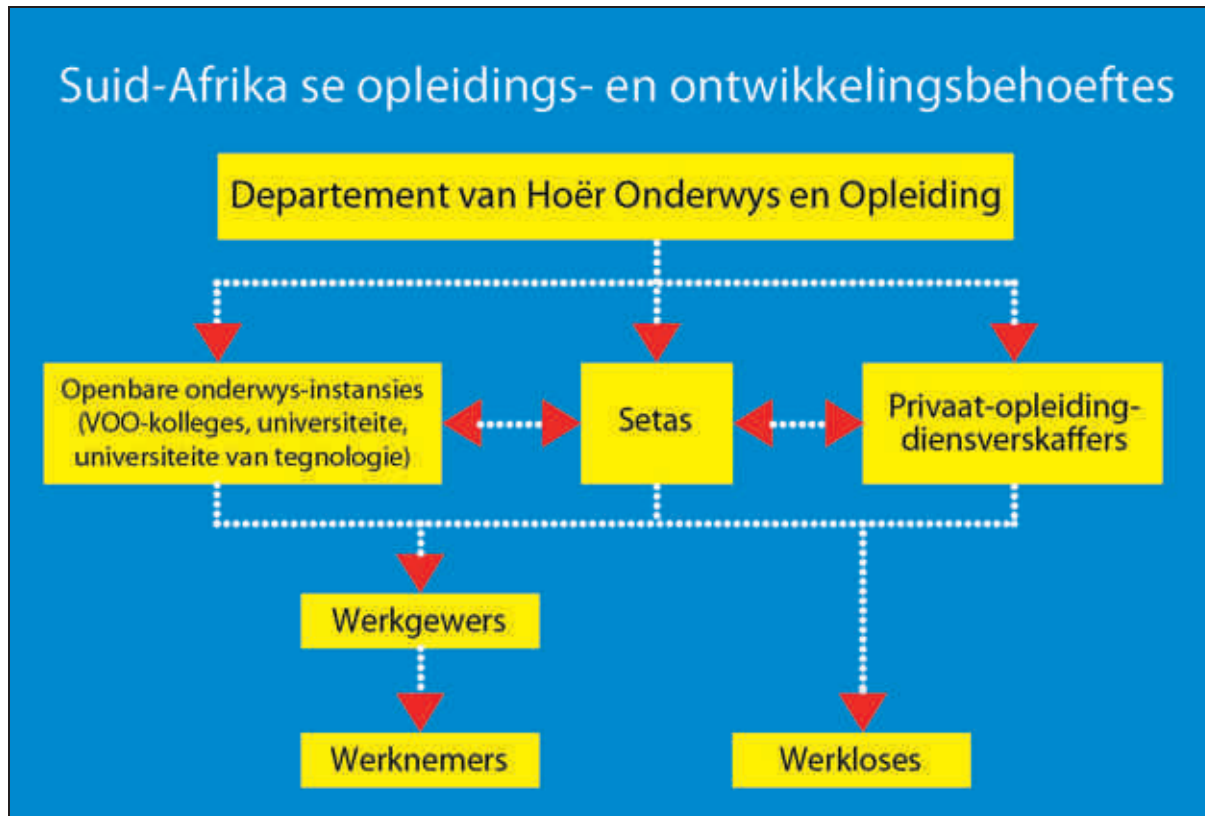 Suid-Afrika se opleidings- en ontwikkelingsbehoeftes
Departement van Hoër Onderwys en Opleiding
Openbare onderwys-instansies
(VOO-kolleges, universiteite,
universiteite van tegnologie)
Setas
Privaat-opleiding-
diensverskaffers
Werkgewers
Werknemers
Werkloses